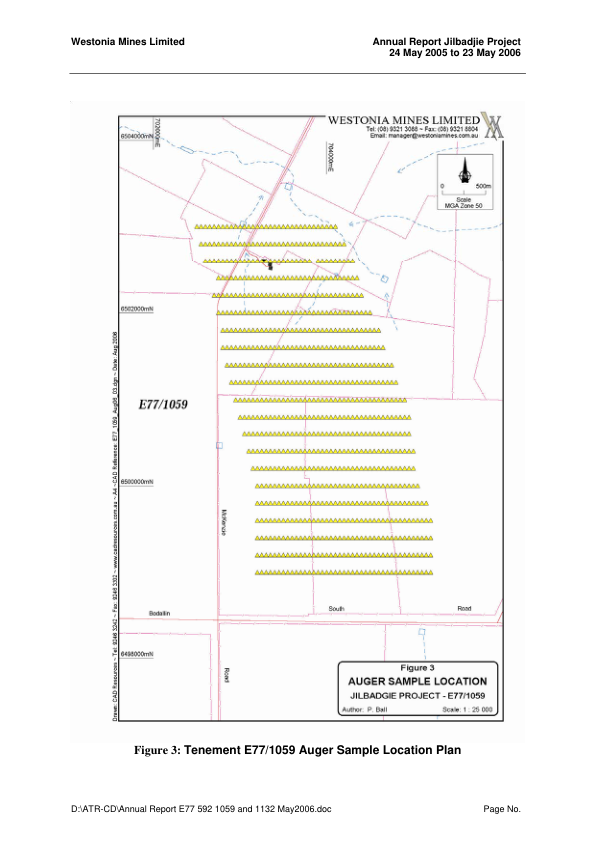 Westonia Mines Limited
Annual Report Jilbadjie Project
24 May 2005 to 23 May 2006
WESTONIA MINES LIMITED
Tel: (08) 9321 3088 ~ Fax: (08) 9321 8804
Email: manager@westoniamines.com.au
702000mE
704000mE
6504000mN
0 500m
Scale
MGA Zone 50
6502000mN
E77/1059
6500000mN
McKenzie
Bodallin
South
Road
6498000mN
Road
Drawn: CAD Resources ~ Tel: 9246 3242 ~ Fax: 9246 3202 ~ www.cadresources.com.au ~ A4 ~ CAD Reference: E77_1059_Aug06_03.dgn ~ Date: Aug 2006
Figure 3
AUGER SAMPLE LOCATION
JILBADGIE PROJECT - E77/1059
Author: P. Ball
Scale: 1 : 25 000
Figure 3: Tenement E77/1059 Auger Sample Location Plan
D:\ATR-CD\Annual Report E77 592 1059 and 1132 May2006.doc
Page No.